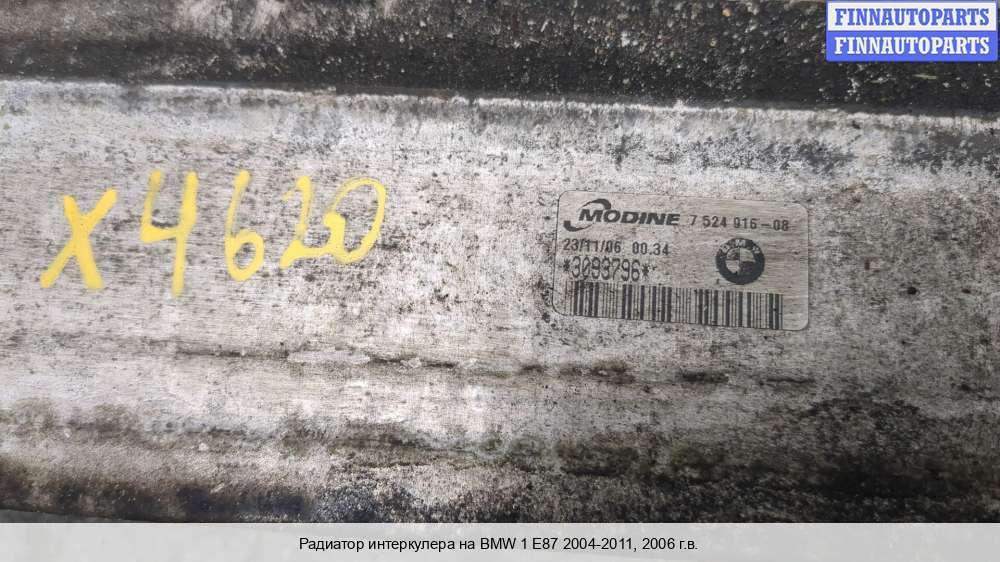 FINNAUTOPARTS
FINNAUTOPARTS
X4620
MODINE 7 524 916-08
23/11/06 00.34
*3093796*
BMW
Радиатор интеркулера на BMW 1 E87 2004-2011, 2006 г.в.